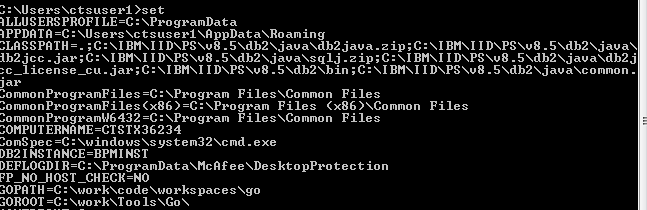 C:\Users\ctsuser1>set
ALLUSERSPROFILE=C:\ProgramData
APPDATA=C:\Users\ctsuser1\AppData\Roaming
CLASSPATH=.;C:\IBM\IID\PS\v8.5\db2\java\db2java.zip;C:\IBM\IID\PS\v8.5\db2\java\
db2jcc.jar;C:\IBM\IID\PS\v8.5\db2\java\sqlj.zip;C:\IBM\IID\PS\v8.5\db2\java\db2j
cc_license_cu.jar;C:\IBM\IID\PS\v8.5\db2\bin;C:\IBM\IID\PS\v8.5\db2\java\common.
jar
CommonProgramFiles=C:\Program Files\Common Files
CommonProgramFiles(x86)=C:\Program Files (x86)\Common Files
CommonProgramW6432=C:\Program Files\Common Files
COMPUTERNAME=CTSTX36234
ComSpec=C:\windows\system32\cmd.exe
DB2INSTANCE=BPMINST
DEFLOGDIR=C:\ProgramData\McAfee\DesktopProtection
FP_NO_HOST_CHECK=NO
GOPATH=C:\work\code\workspaces\go
GOROOT=C:\work\Tools\Go\